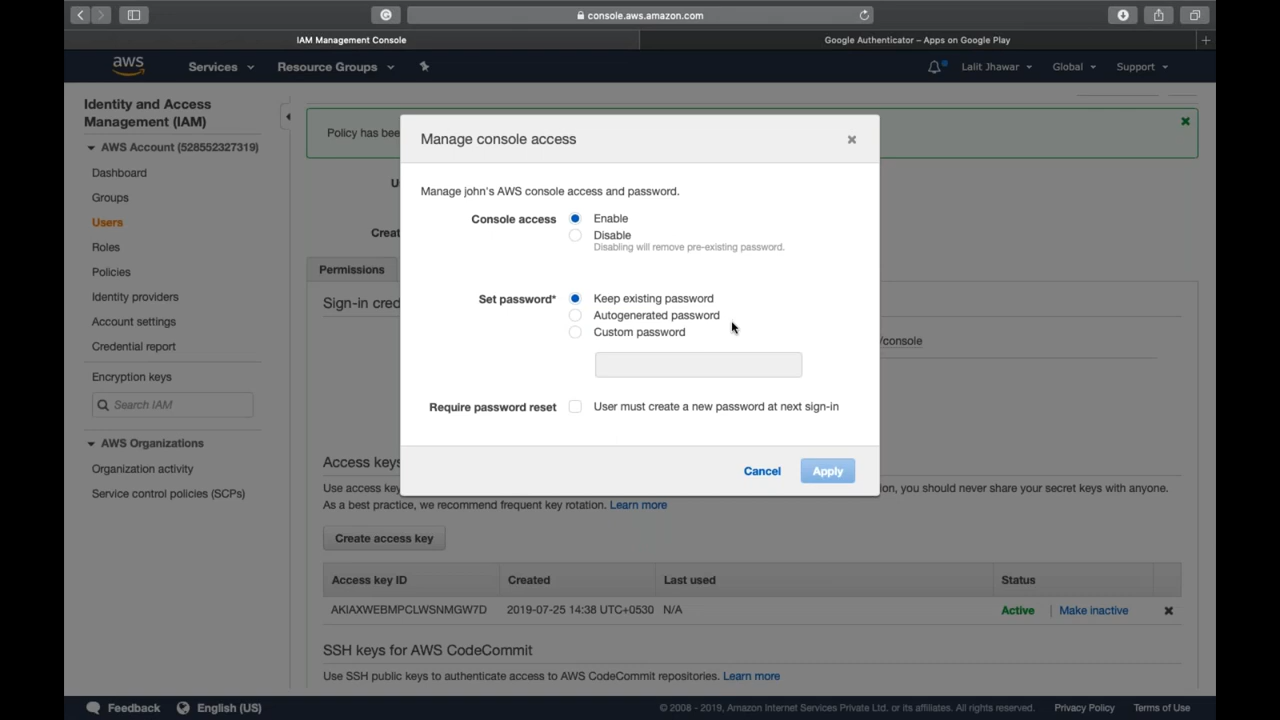 console.aws.amazon.com
IAM Management Console
Google Authenticator – Apps on Google Play
aws
Services
Resource Groups
Lalit Jhawar
Global
Support
Identity and Access
Management (IAM)
AWS Account (528552327319)
Dashboard
Groups
Users
Roles
Policies
Identity providers
Account settings
Credential report
Encryption keys
Search IAM
AWS Organizations
Organization activity
Service control policies (SCPs)
Policy has bee
U
Creat
Permissions
Sign-in cred
/console
Manage console access
Manage john's AWS console access and password.
Console access
Enable
Disable
Disabling will remove pre-existing password.
Set password*
Keep existing password
Autogenerated password
Custom password
Require password reset
User must create a new password at next sign-in
Cancel
Apply
Access keys
Use access key
ion, you should never share your secret keys with anyone.
As a best practice, we recommend frequent key rotation. Learn more
Create access key
Access key ID Created Last used Status
AKIAXWEBMPCLWSNMGW7D 2019-07-25 14:38 UTC+0530 N/A Active | Make inactive
SSH keys for AWS CodeCommit
Use SSH public keys to authenticate access to AWS CodeCommit repositories. Learn more
Feedback
English (US)
© 2008 - 2019, Amazon Internet Services Private Ltd. or its affiliates. All rights reserved.
Privacy Policy
Terms of Use